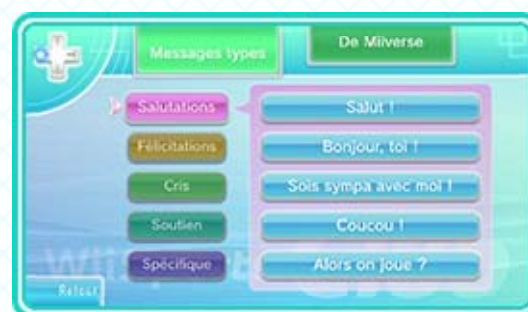 Messages types
De Miiverse
Salutations
Félicitations
Cris
Soutien
Spécifique
Salut !
Bonjour, toi !
Sois sympa avec moi !
Coucou !
Alors on joue ?
Retour